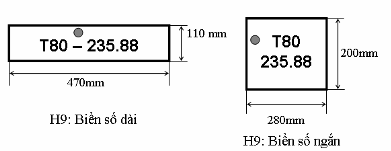 T80 – 235.88
110 mm
470mm
H9: Biển số dài
T80
235.88
200mm
280mm
H9: Biển số ngắn